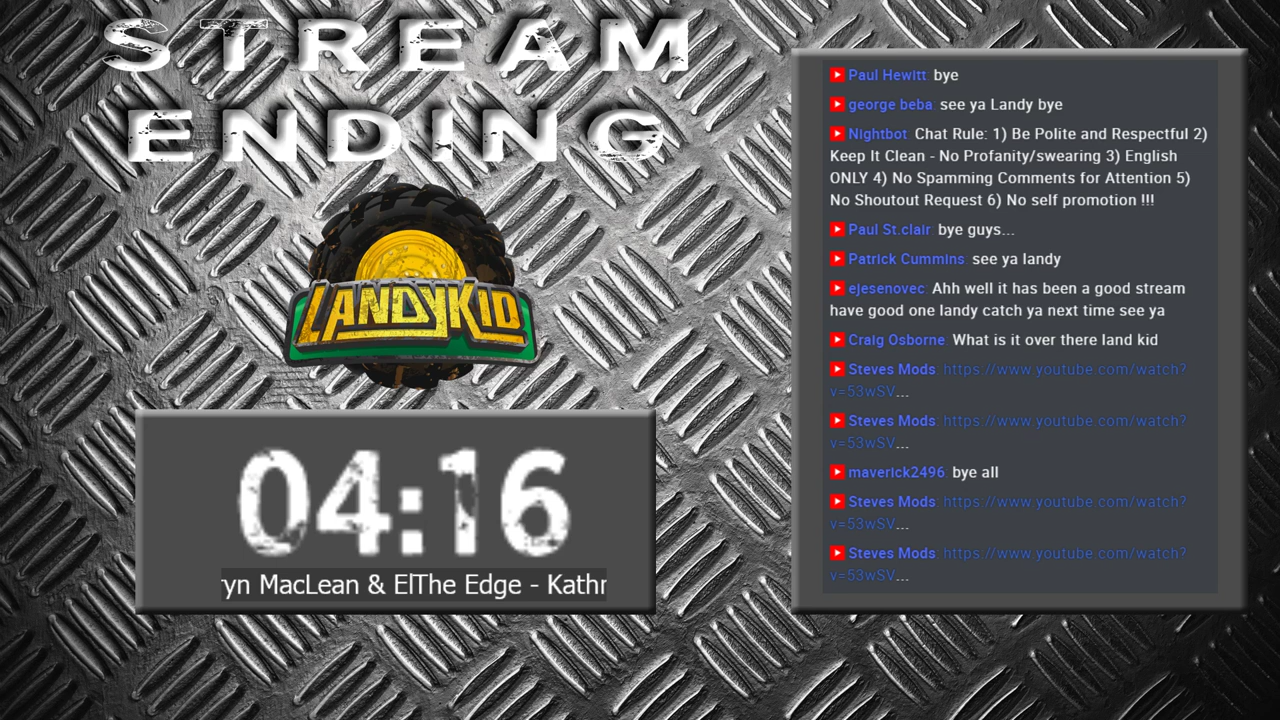 STREAM
ENDING
LANDYKID
04:16
yn MacLean & ElThe Edge - Kathr
Paul Hewitt: bye
george beba: see ya Landy bye
Nightbot: Chat Rule: 1) Be Polite and Respectful 2)
Keep It Clean - No Profanity/swearing 3) English
ONLY 4) No Spamming Comments for Attention 5)
No Shoutout Request 6) No self promotion !!!
Paul St.clair: bye guys...
Patrick Cummins: see ya landy
ejesenovec: Ahh well it has been a good stream
have good one landy catch ya next time see ya
Craig Osborne: What is it over there land kid
Steves Mods: https://www.youtube.com/watch?
v=53wSV...
Steves Mods: https://www.youtube.com/watch?
v=53wSV...
maverick2496: bye all
Steves Mods: https://www.youtube.com/watch?
v=53wSV...
Steves Mods: https://www.youtube.com/watch?
v=53wSV...